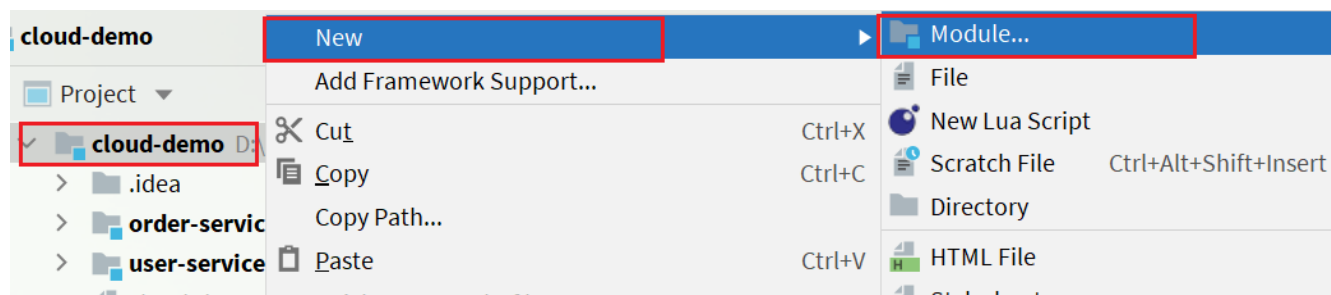 cloud-demo
Project
cloud-demo D:\
.idea
order-servic
user-service
New
Add Framework Support...
Cut Ctrl+X
Copy Ctrl+C
Copy Path...
Paste Ctrl+V
Module...
File
New Lua Script
Scratch File Ctrl+Alt+Shift+Insert
Directory
HTML File